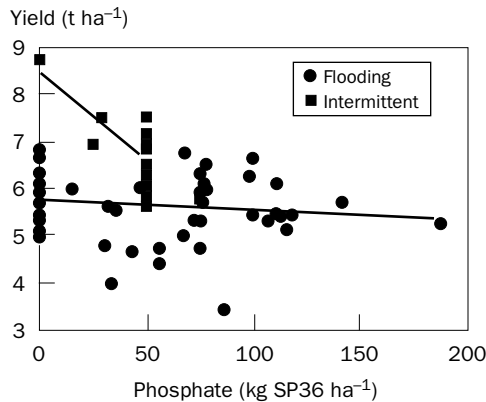 Yield (t ha⁻¹)
9
8
7
6
5
4
3
0 50 100 150 200
Phosphate (kg SP36 ha⁻¹)
Flooding
Intermittent